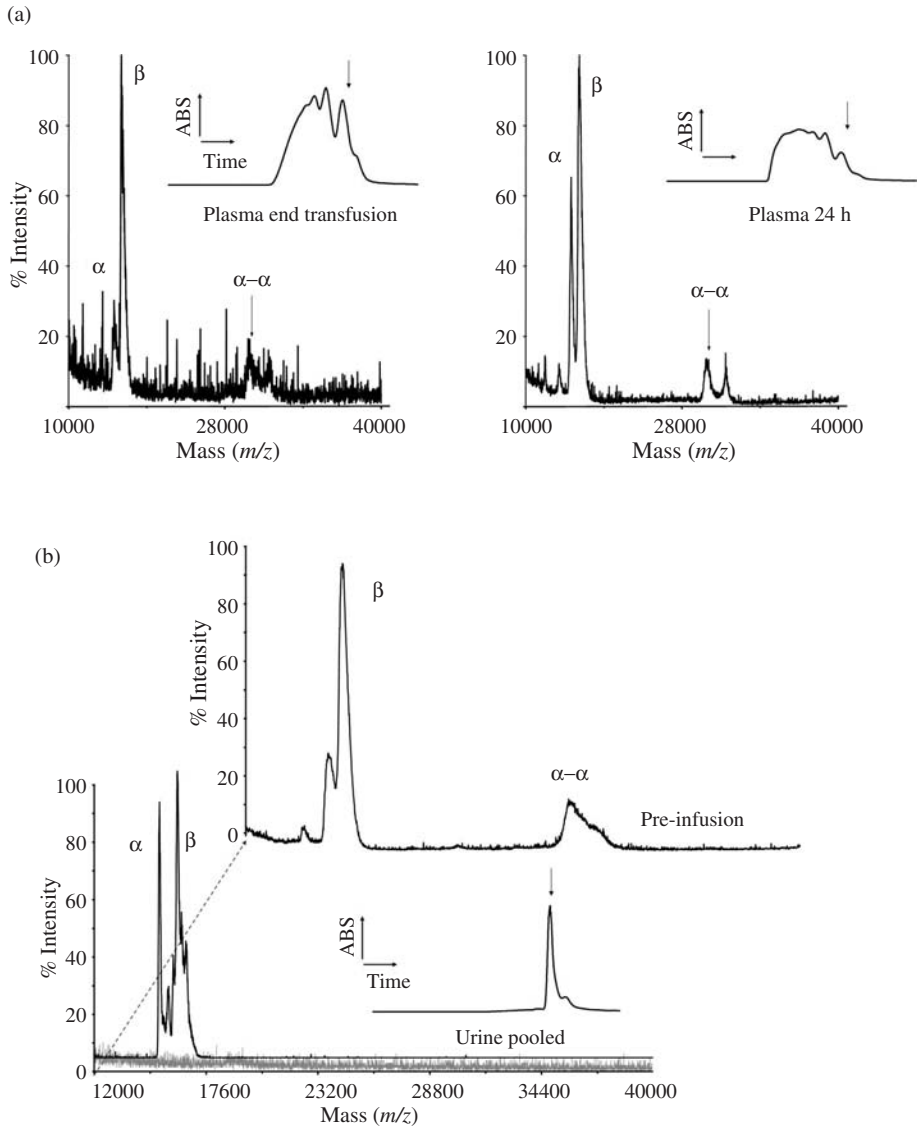 (a)
100
80
60
40
20
% Intensity
α
β
α–α
ABS
Time
Plasma end transfusion
10000
28000
40000
Mass (m/z)
100
80
60
40
20
α
β
α–α
ABS
Plasma 24 h
10000
28000
40000
Mass (m/z)
(b)
100
80
60
40
20
0
% Intensity
β
α–α
Pre-infusion
100
80
60
40
20
0
% Intensity
α
β
ABS
Time
Urine pooled
12000
17600
23200
28800
34400
40000
Mass (m/z)